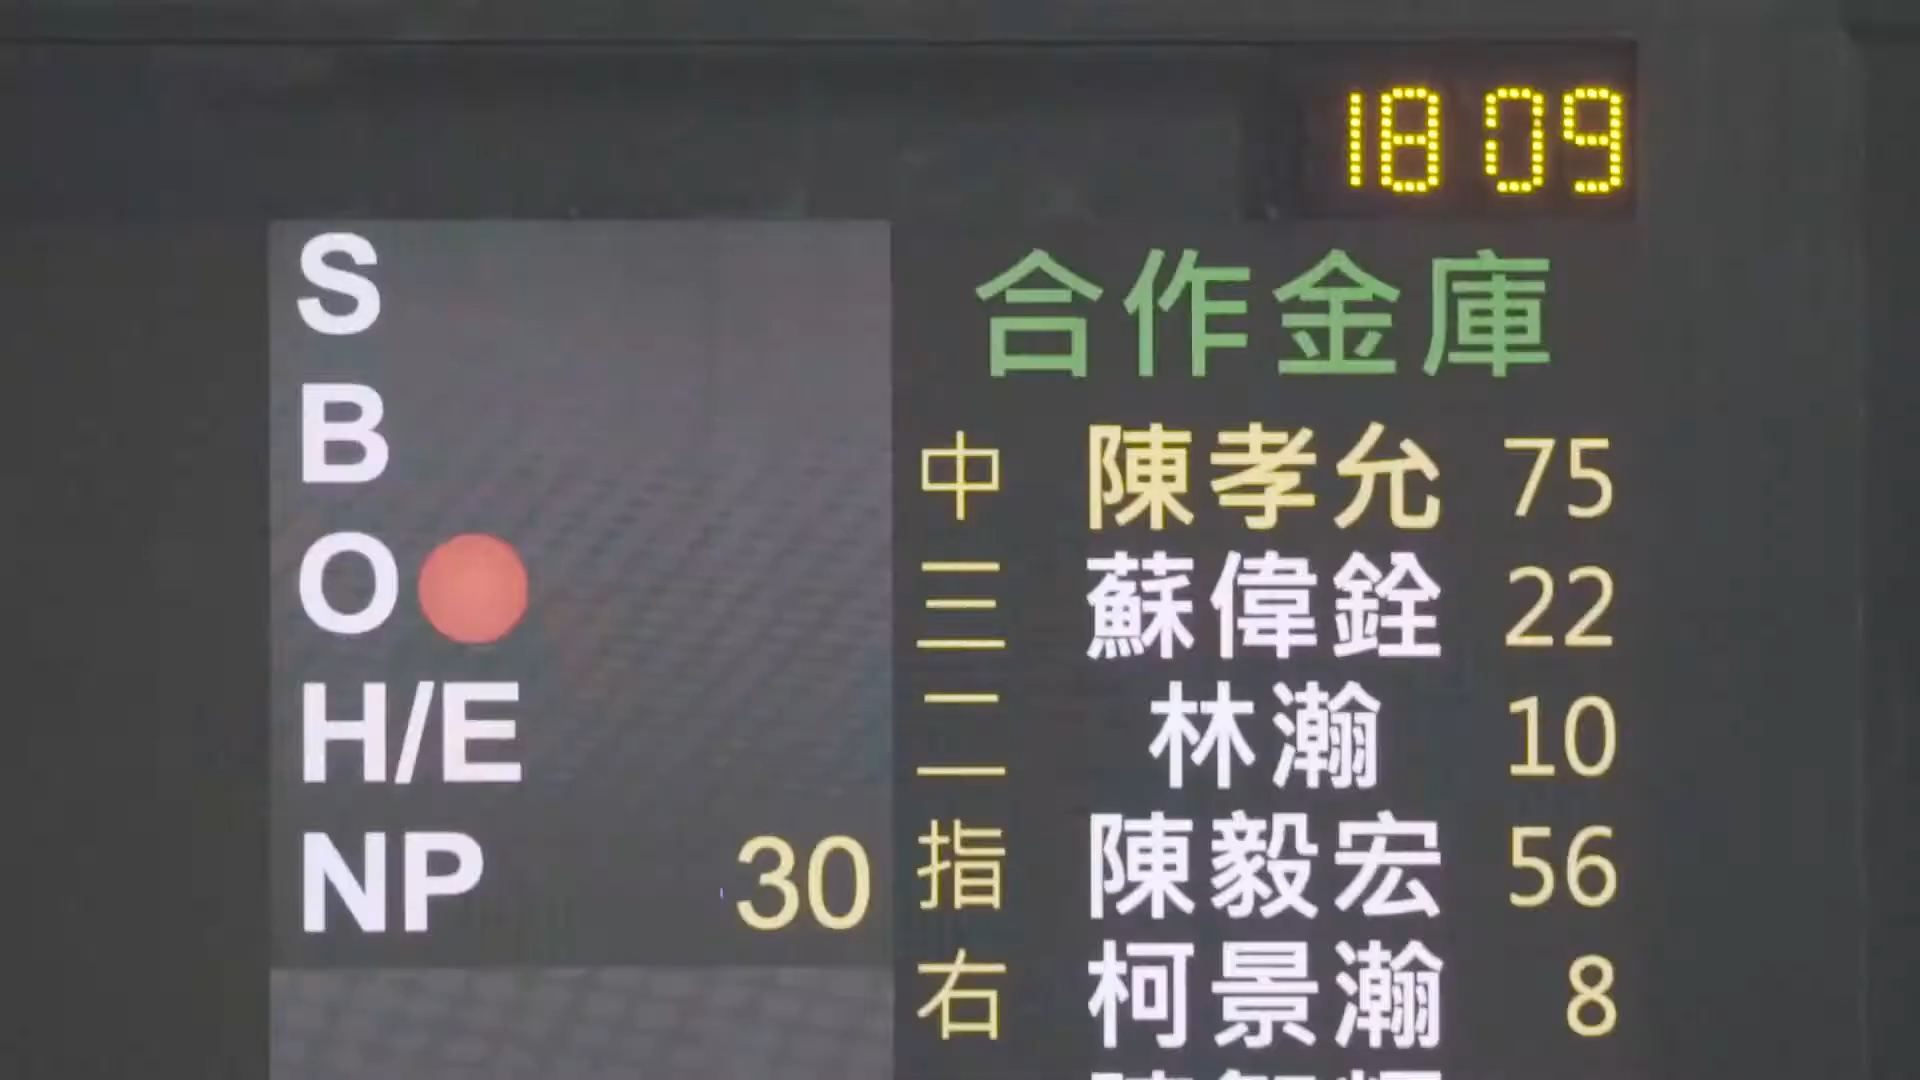 18 09
S
B
O
H/E
NP 30
合作金庫
中 陳孝允 75
三 蘇偉銓 22
二 林瀚 10
指 陳毅宏 56
右 柯景瀚 8